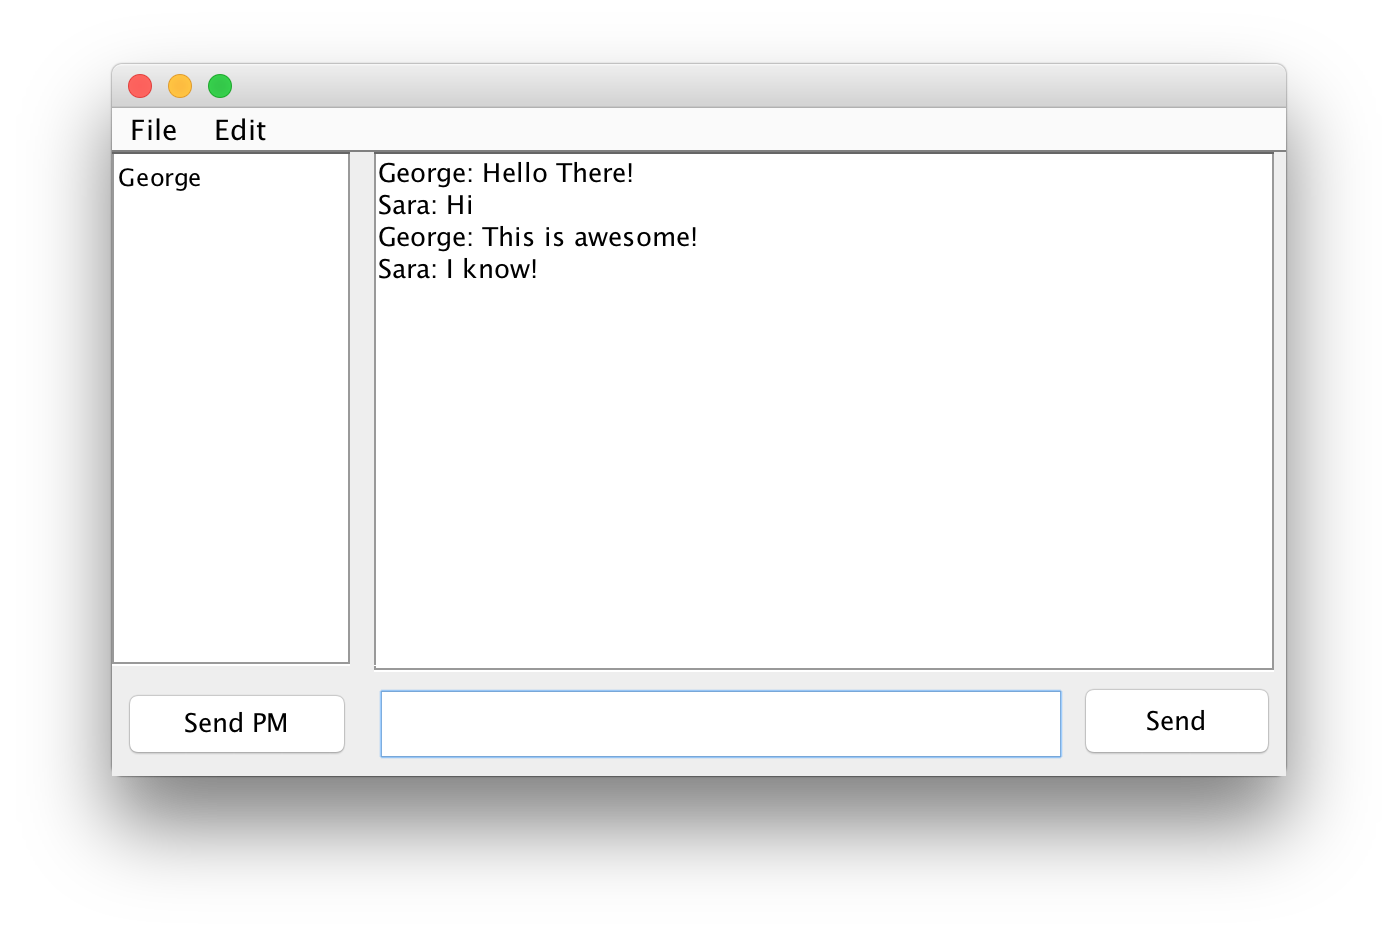 File Edit
George
George: Hello There!
Sara: Hi
George: This is awesome!
Sara: I know!
Send PM
Send